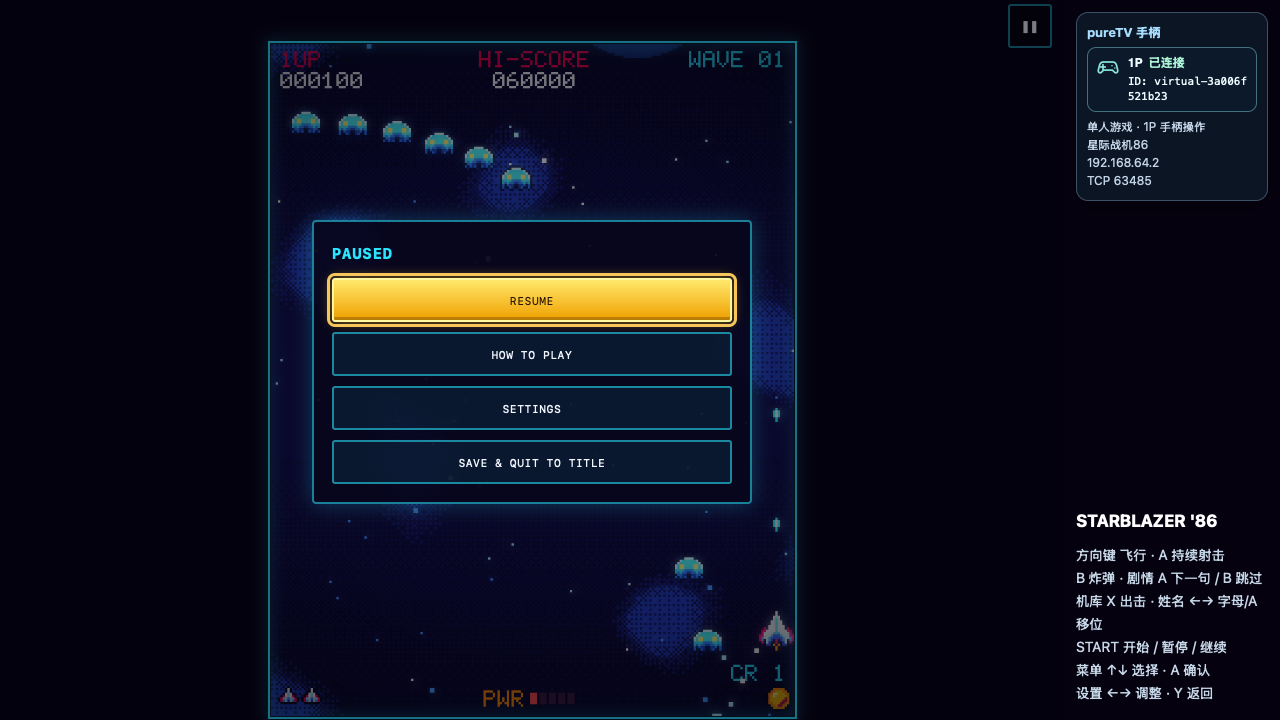 1UP
HI-SCORE
WAVE 01
000100
060000
PAUSED
RESUME
HOW TO PLAY
SETTINGS
SAVE & QUIT TO TITLE
CR 1
PWR
pureTV 手柄
1P 已连接
ID: virtual-3a006f
521b23
单人游戏 · 1P 手柄操作
星际战机86
192.168.64.2
TCP 63485
STARBLAZER '86
方向键 飞行 · A 持续射击
B 炸弹 · 剧情 A 下一句 / B 跳过
机库 X 出击 · 姓名 ←→ 字母/A
移位
START 开始 / 暂停 / 继续
菜单 ↑↓ 选择 · A 确认
设置 ←→ 调整 · Y 返回